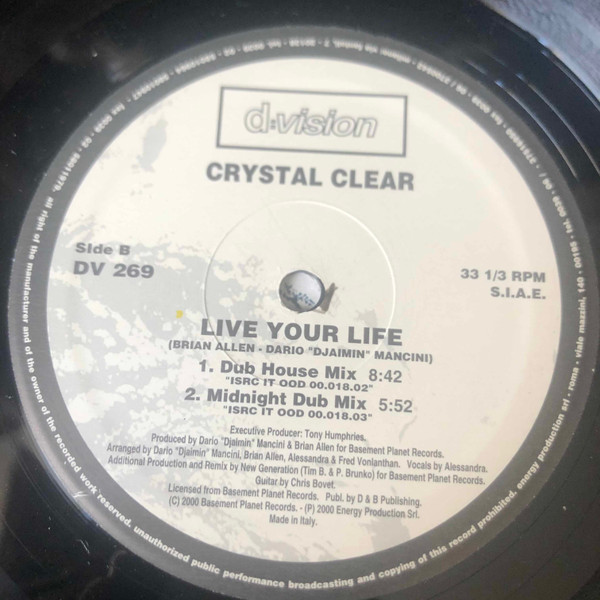 d:vision
CRYSTAL CLEAR
Side B
DV 269
33 1/3 RPM
S.I.A.E.
LIVE YOUR LIFE
(BRIAN ALLEN - DARIO "DJAIMIN" MANCINI)
1. Dub House Mix 8:42
"ISRC IT OOD 00.018.02"
2. Midnight Dub Mix 5:52
"ISRC IT OOD 00.018.03"
Executive Producer: Tony Humphries.
Produced by Dario "Djaimin" Mancini & Brian Allen for Basement Planet Records.
Arranged by Dario "Djaimin" Mancini, Brian Allen, Alessandra & Fred Vonlanthan. Vocals by Alessandra.
Additional Production and Remix by New Generation (Tim B. & P. Brunko) for Basement Planet Records.
Guitar by Chris Bovet.
Licensed from Basement Planet Records. Publ. by D & B Publishing.
(C) 2000 Basement Planet Records. - (P) 2000 Energy Production Srl.
Made in Italy.
all right of the manufacturer and of the owner of the recorded work reserved. unauthorized public performance broadcasting and copying of this record prohibited. energy production srl - roma - viale mazzini, 140 - 00195 - tel. 0039 - 06